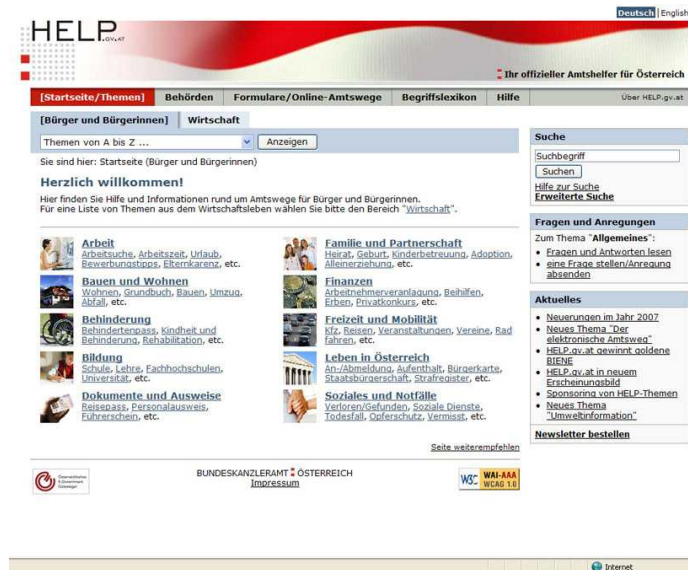 Deutsch | English
HELP.GV.AT
Ihr offizieller Amtshelfer für Österreich
[Startseite/Themen] Behörden Formulare/Online-Amtswege Begriffslexikon Hilfe Über HELP.gv.at
[Bürger und Bürgerinnen] Wirtschaft
Themen von A bis Z ... Anzeigen
Sie sind hier: Startseite (Bürger und Bürgerinnen)
Herzlich willkommen!
Hier finden Sie Hilfe und Informationen rund um Amtswege für Bürger und Bürgerinnen.
Für eine Liste von Themen aus dem Wirtschaftsleben wählen Sie bitte den Bereich "Wirtschaft".
Arbeit
Arbeitsuche, Arbeitszeit, Urlaub,
Bewerbungstipps, Elternkarenz, etc.
Bauen und Wohnen
Wohnen, Grundbuch, Bauen, Umzug,
Abfall, etc.
Behinderung
Behindertenpass, Kindheit und
Behinderung, Rehabilitation, etc.
Bildung
Schule, Lehre, Fachhochschulen,
Universität, etc.
Dokumente und Ausweise
Reisepass, Personalausweis,
Führerschein, etc.
Familie und Partnerschaft
Heirat, Geburt, Kinderbetreuung, Adoption,
Alleinerziehung, etc.
Finanzen
Arbeitnehmerveranlagung, Beihilfen,
Erben, Privatkonkurs, etc.
Freizeit und Mobilität
Kfz, Reisen, Veranstaltungen, Vereine, Rad
fahren, etc.
Leben in Österreich
An-/Abmeldung, Aufenthalt, Bürgerkarte,
Staatsbürgerschaft, Strafregister, etc.
Soziales und Notfälle
Verloren/Gefunden, Soziale Dienste,
Todesfall, Opferschutz, Vermisst, etc.
Seite weiterempfehlen
Suche
Suchbegriff
Suchen
Hilfe zur Suche
Erweiterte Suche
Fragen und Anregungen
Zum Thema "Allgemeines":
Fragen und Antworten lesen
eine Frage stellen/Anregung
absenden
Aktuelles
Neuerungen im Jahr 2007
Neues Thema "Der
elektronische Amtsweg"
HELP.gv.at gewinnt goldene
BIENE
HELP.gv.at in neuem
Erscheinungsbild
Sponsoring von HELP-Themen
Neues Thema
"Umweltinformation"
Newsletter bestellen
BUNDESKANZLERAMT ÖSTERREICH
Impressum
W3C WAI-AAA
WCAG 1.0
Internet